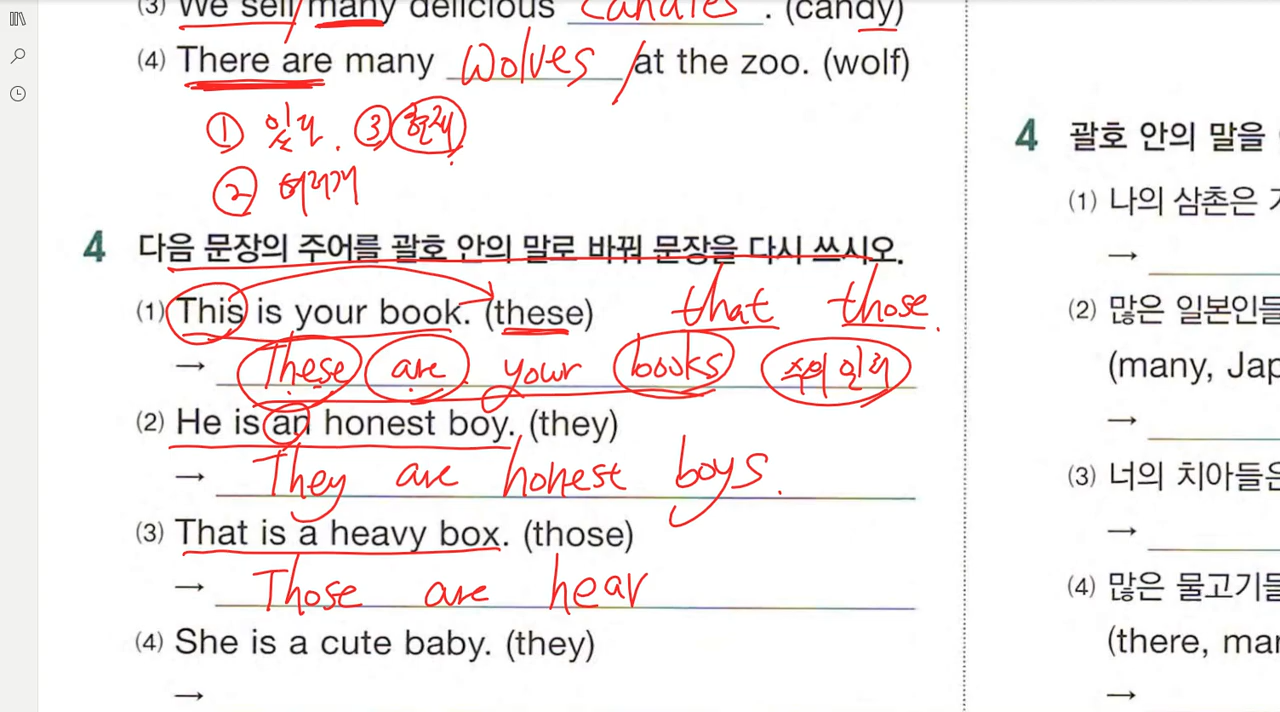 (3) We sell many delicious candies. (candy)
(4) There are many wolves at the zoo. (wolf)
① 있다. ③ 현재
② 여러개
4 다음 문장의 주어를 괄호 안의 말로 바꿔 문장을 다시 쓰시오.
(1) This is your book. (these) that those
→ These are your books 주의
(2) He is an honest boy. (they)
→ They are honest boys.
(3) That is a heavy box. (those)
→ Those are heav
(4) She is a cute baby. (they)
→
4 괄호 안의 말을
(1) 나의 삼촌은
→
(2) 많은 일본인들
(many, Jap
→
(3) 너의 치아들은
→
(4) 많은 물고기들
(there, mar
→